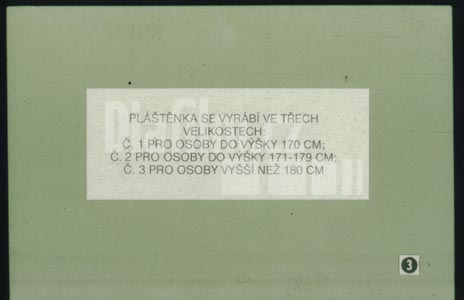 PLÁŠTĚNKA SE VYRÁBÍ VE TŘECH
VELIKOSTECH:
Č. 1 PRO OSOBY DO VÝŠKY 170 CM;
Č. 2 PRO OSOBY DO VÝŠKY 171-179 CM;
Č. 3 PRO OSOBY VYŠŠÍ NEŽ 180 CM
3